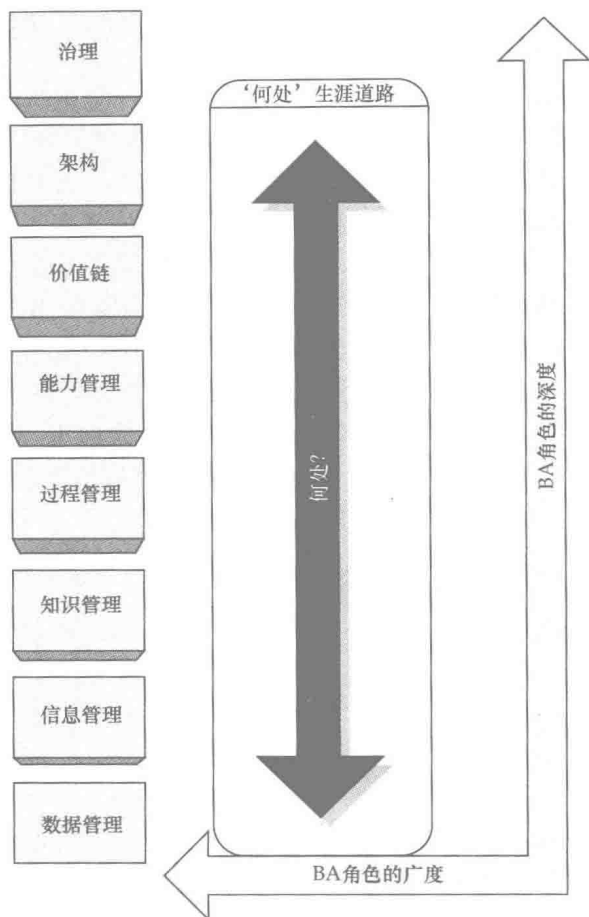 治理
架构
价值链
能力管理
过程管理
知识管理
信息管理
数据管理
‘何处’生涯道路
何处?
BA角色的深度
BA角色的广度